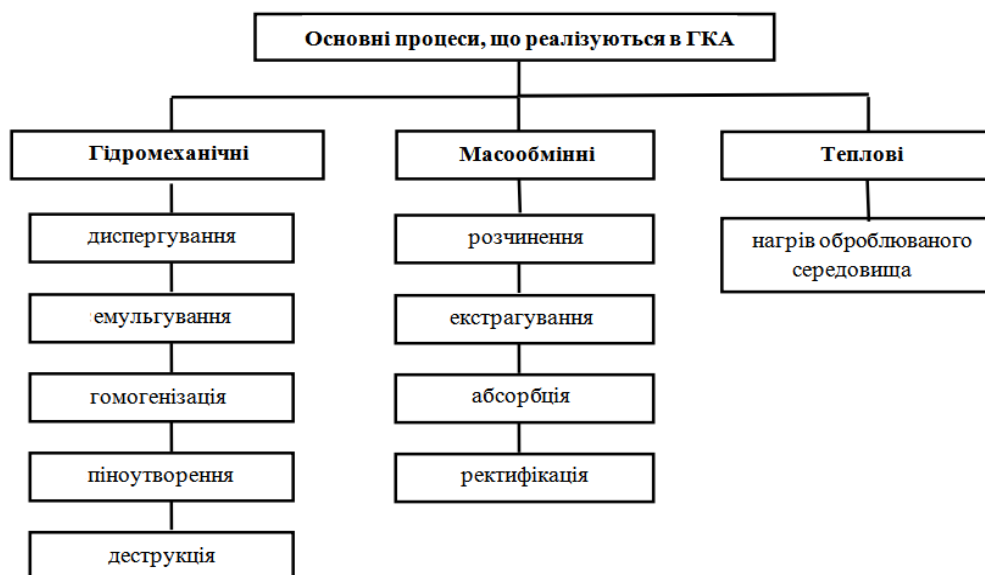 Основні процеси, що реалізуються в ГКА
Гідромеханічні
Масообмінні
Теплові
диспергування
емульгування
гомогенізація
піноутворення
деструкція
розчинення
екстрагування
абсорбція
ректифікація
нагрів оброблюваного
середовища